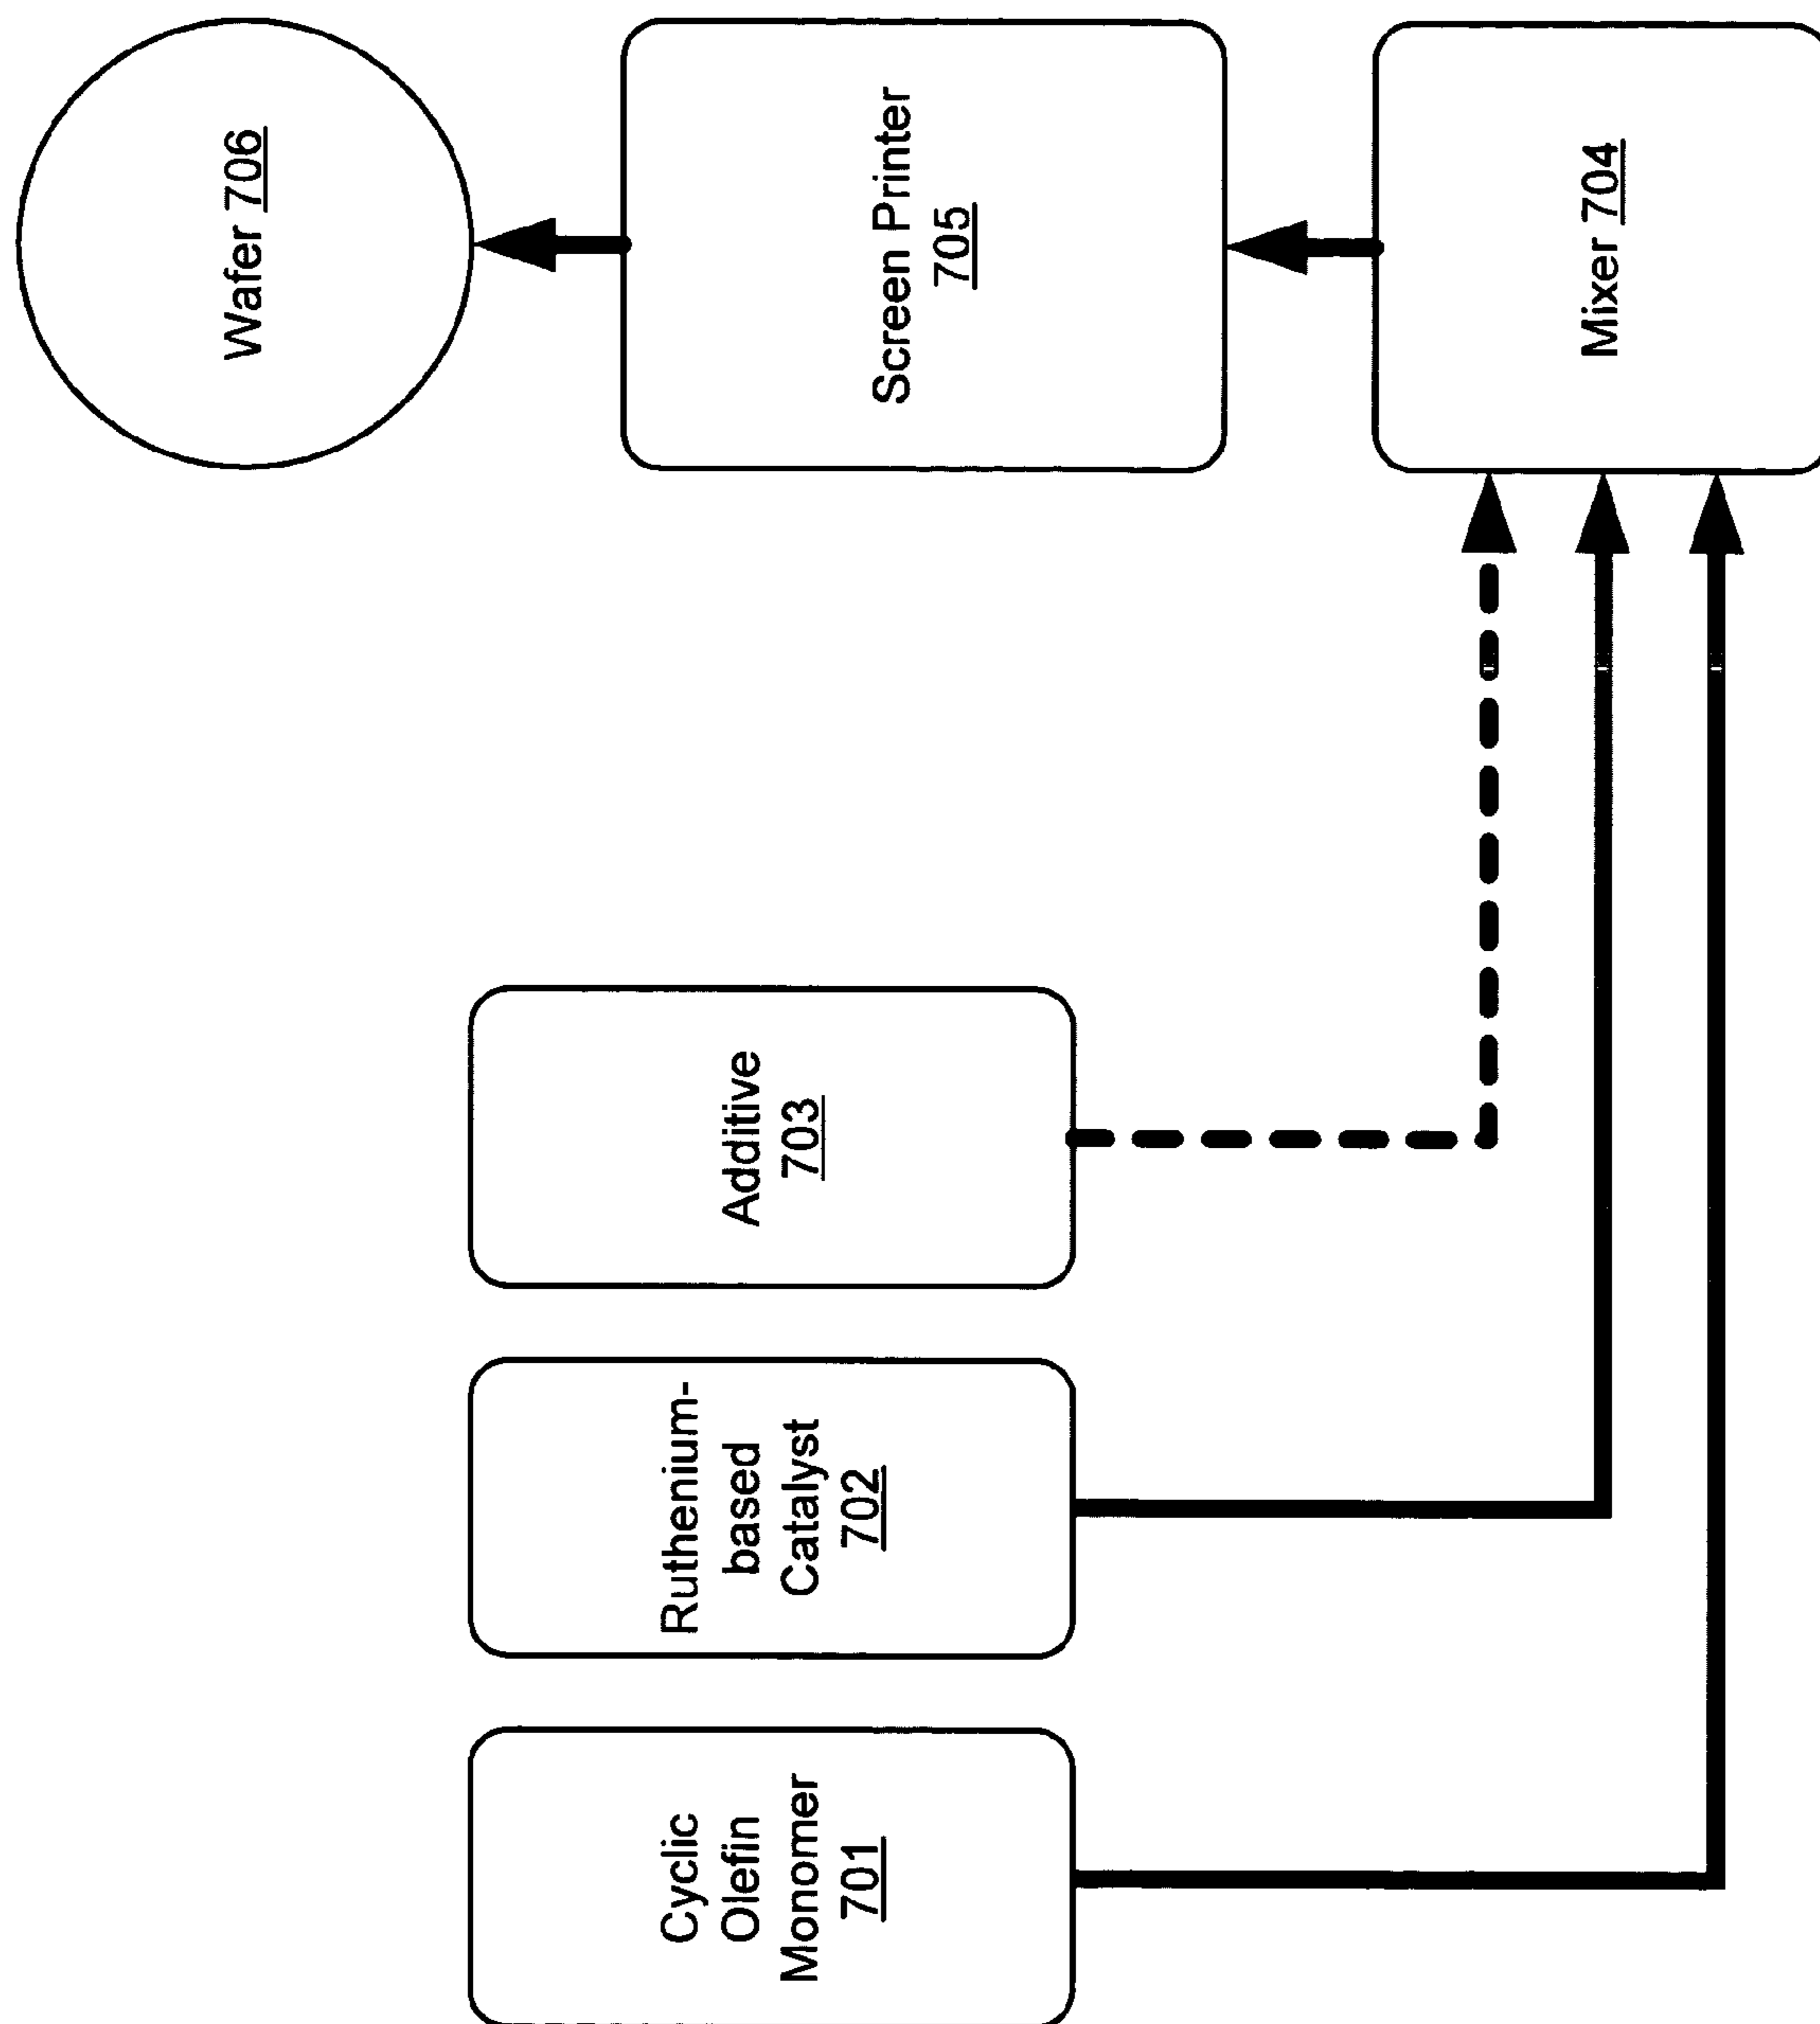 Cyclic
Olefin
Monomer
701
Ruthenium-
based
Catalyst
702
Additive
703
Mixer 704
Screen Printer
705
Wafer 706